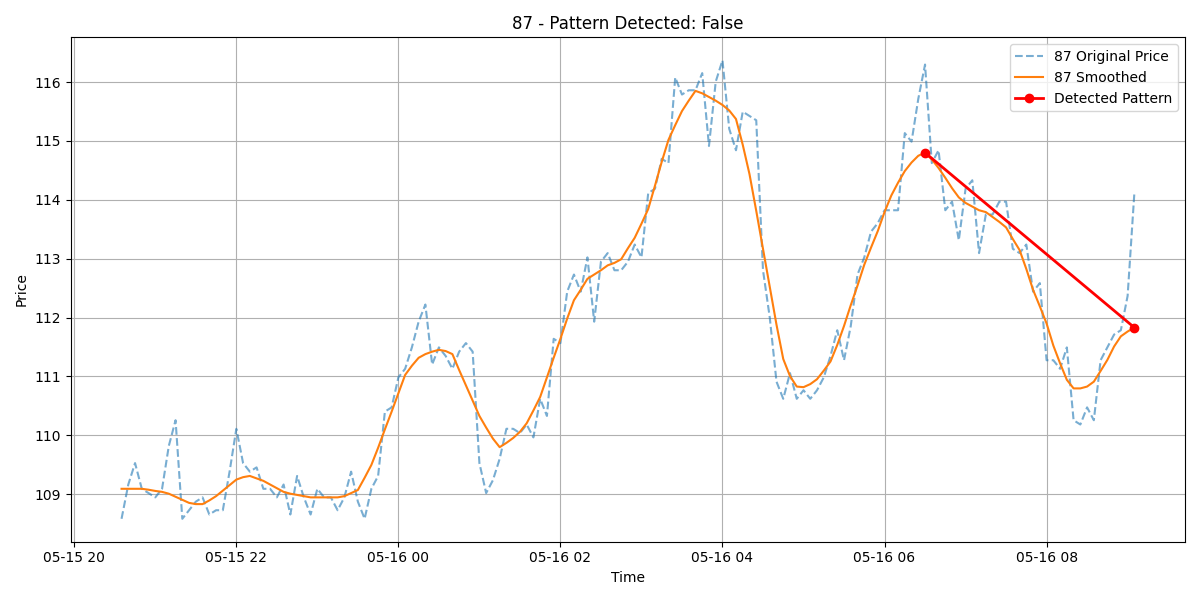 87 - Pattern Detected: False
87 Original Price
87 Smoothed
Detected Pattern
Price
116
115
114
113
112
111
110
109
05-15 20
05-15 22
05-16 00
05-16 02
05-16 04
05-16 06
05-16 08
Time